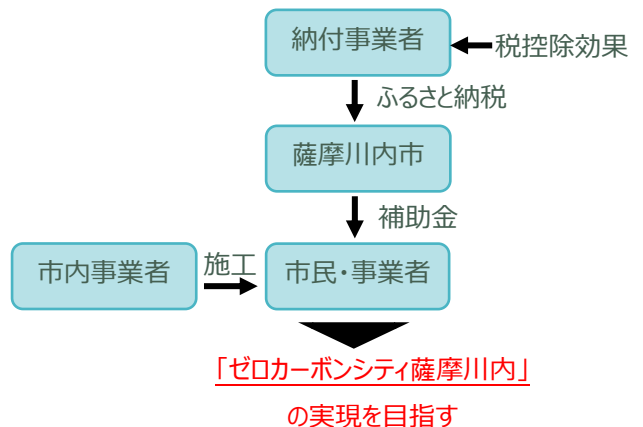 納付事業者
税控除効果
ふるさと納税
薩摩川内市
補助金
市内事業者
施工
市民・事業者
「ゼロカーボンシティ薩摩川内」
の実現を目指す